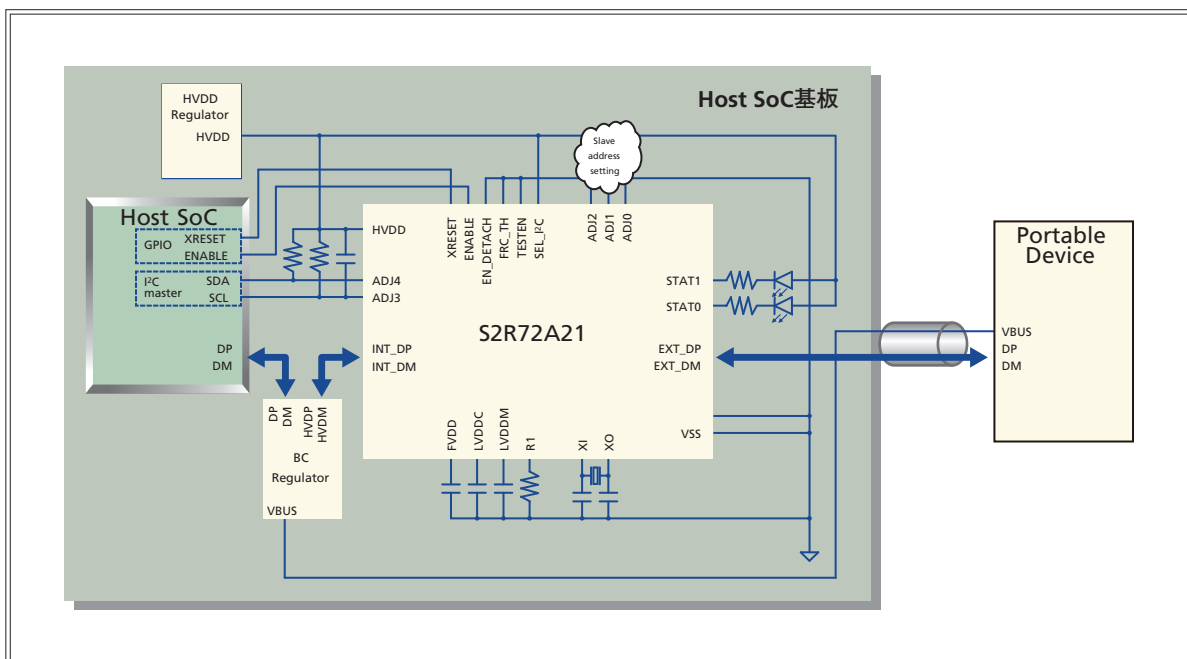 Host SoC基板
HVDD
Regulator
HVDD
Slave
address
setting
Host SoC
GPIO
XRESET
ENABLE
I²C
master
SDA
SCL
DP
DM
XRESET
ENABLE
EN_DETACH
FRC_TH
TESTEN
SEL_I²C
ADJ2
ADJ1
ADJ0
HVDD
ADJ4
ADJ3
INT_DP
INT_DM
S2R72A21
STAT1
STAT0
EXT_DP
EXT_DM
VSS
FVDD
LVDDC
LVDDM
R1
XI
XO
DP
DM
HVDP
HVDM
BC
Regulator
VBUS
Portable
Device
VBUS
DP
DM